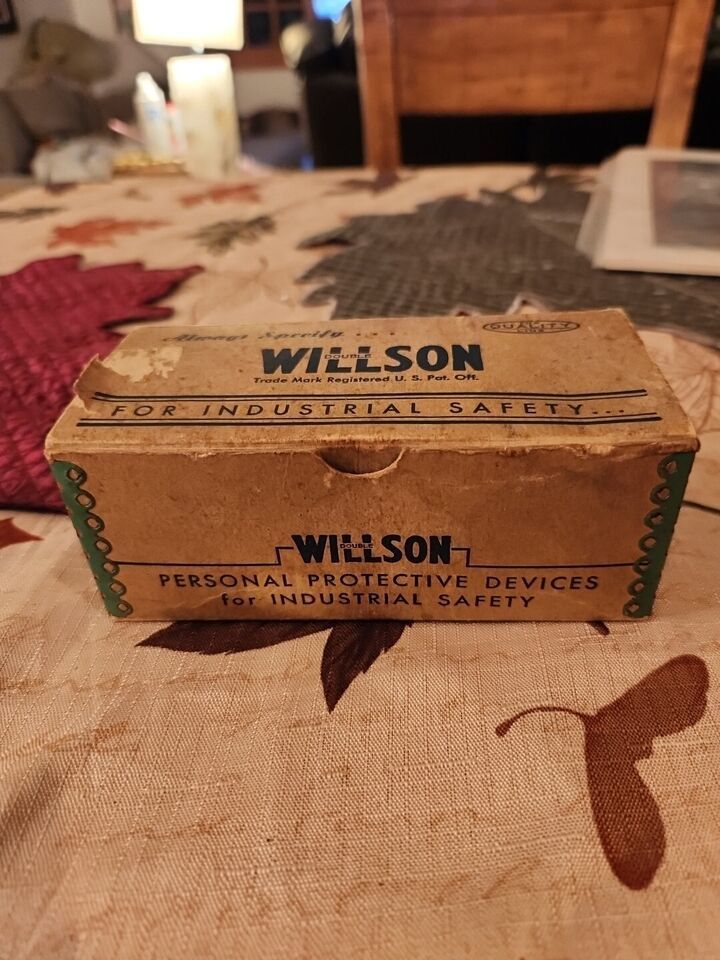 Always Specify ...
QUALITY
WILLSON
DOUBLE
Trade Mark Registered U. S. Pat. Off.
FOR INDUSTRIAL SAFETY...
WILLSON
DOUBLE
PERSONAL PROTECTIVE DEVICES
for INDUSTRIAL SAFETY